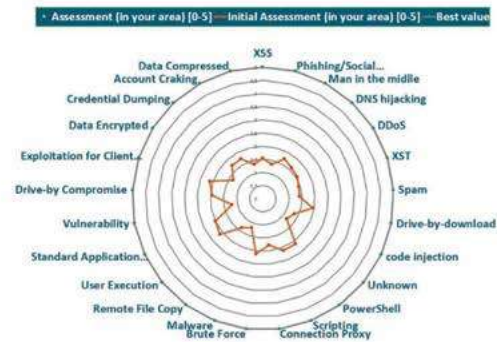 Assessment (in your area) [0-5] Initial Assessment (in your area) [0-5] Best value
XSS
Phishing/Social...
Man in the midlle
DNS hijacking
DDoS
XST
Spam
Drive-by-download
code injection
Unknown
PowerShell
Scripting
Connection Proxy
Brute Force
Malware
Remote File Copy
User Execution
Standard Application...
Vulnerability
Drive-by Compromise
Exploitation for Client...
Data Encrypted
Credential Dumping
Account Craking
Data Compressed